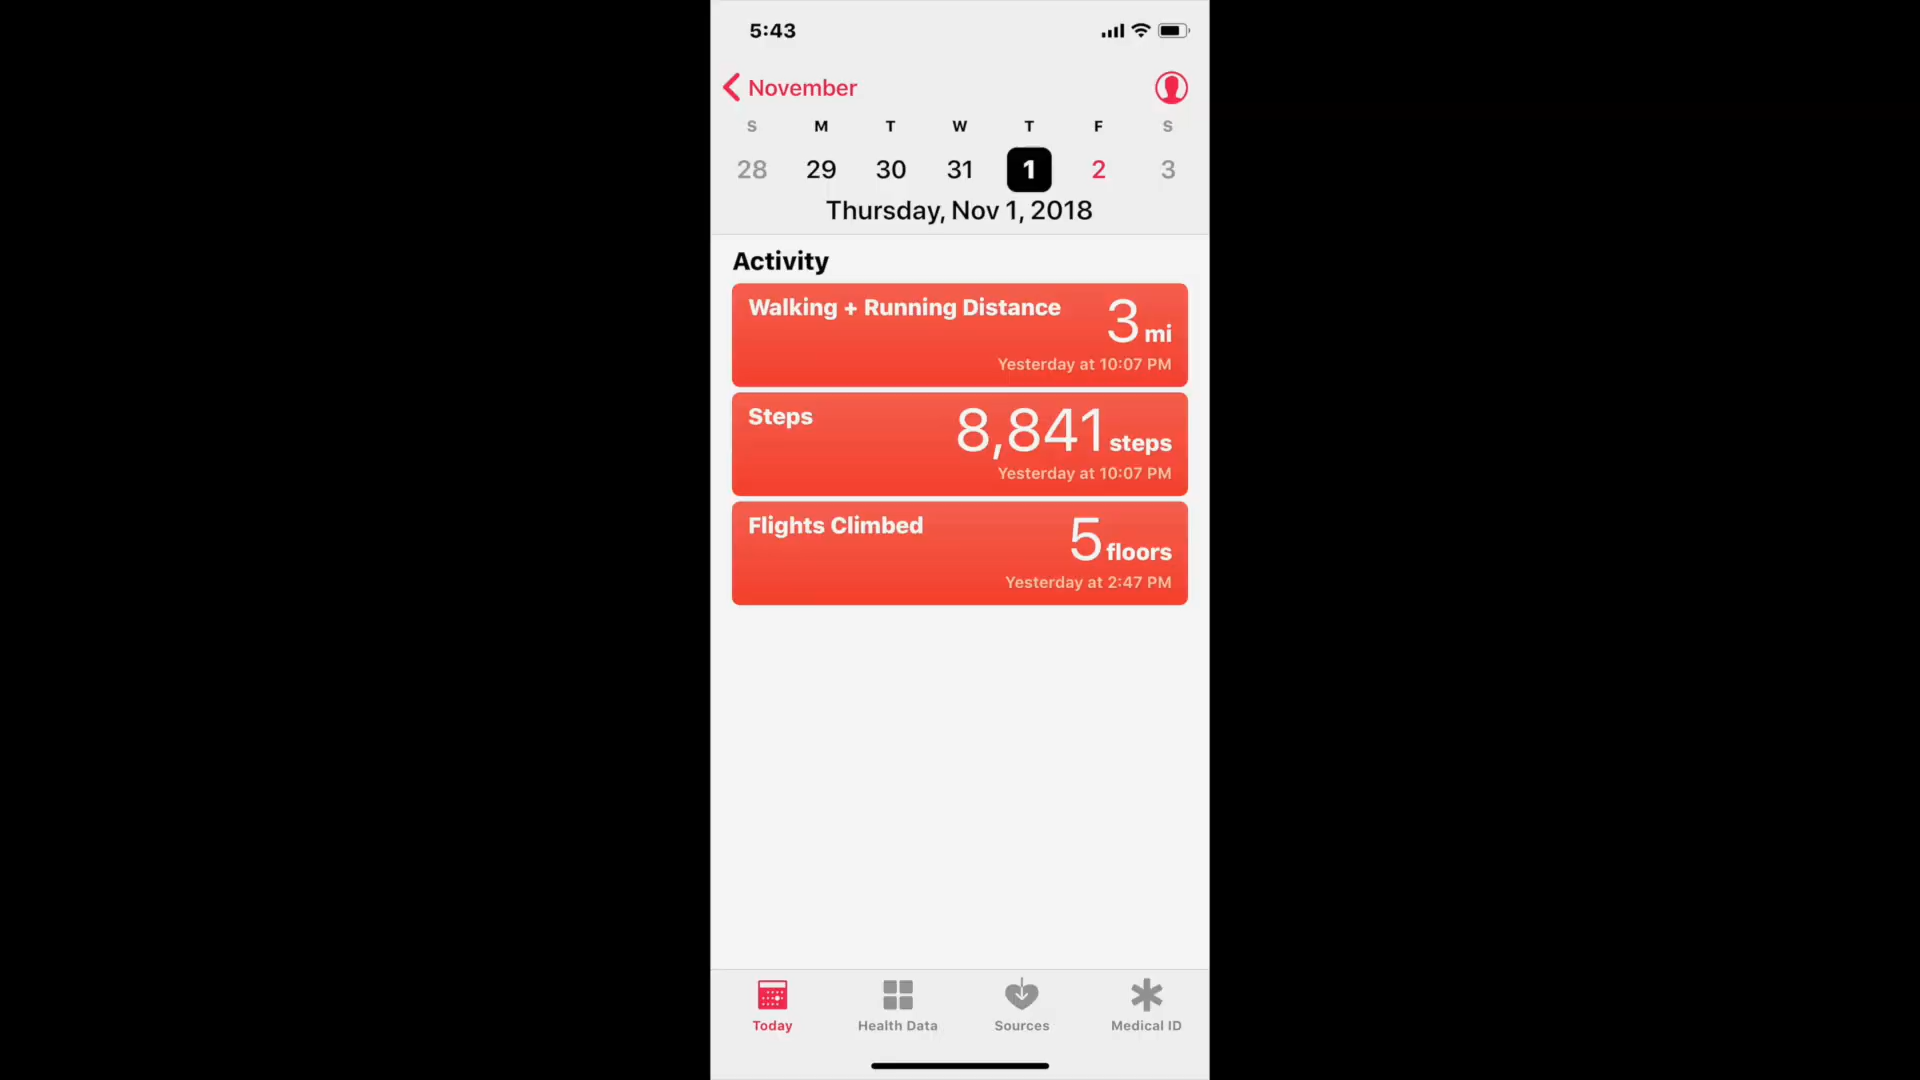 5:43
November
S M T W T F S
28 29 30 31 1 2 3
Thursday, Nov 1, 2018
Activity
Walking + Running Distance 3 mi
Yesterday at 10:07 PM
Steps 8,841 steps
Yesterday at 10:07 PM
Flights Climbed 5 floors
Yesterday at 2:47 PM
Today Health Data Sources Medical ID